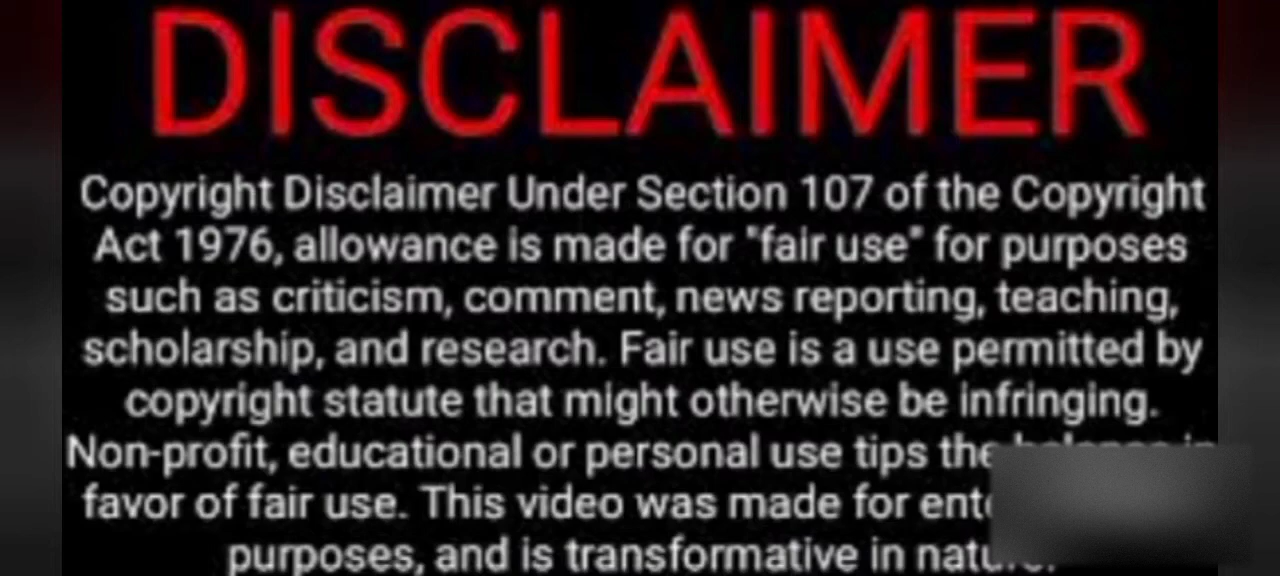 DISCLAIMER
Copyright Disclaimer Under Section 107 of the Copyright
Act 1976, allowance is made for "fair use" for purposes
such as criticism, comment, news reporting, teaching,
scholarship, and research. Fair use is a use permitted by
copyright statute that might otherwise be infringing.
Non-profit, educational or personal use tips the balance in
favor of fair use. This video was made for
purposes, and is transformative in nature.